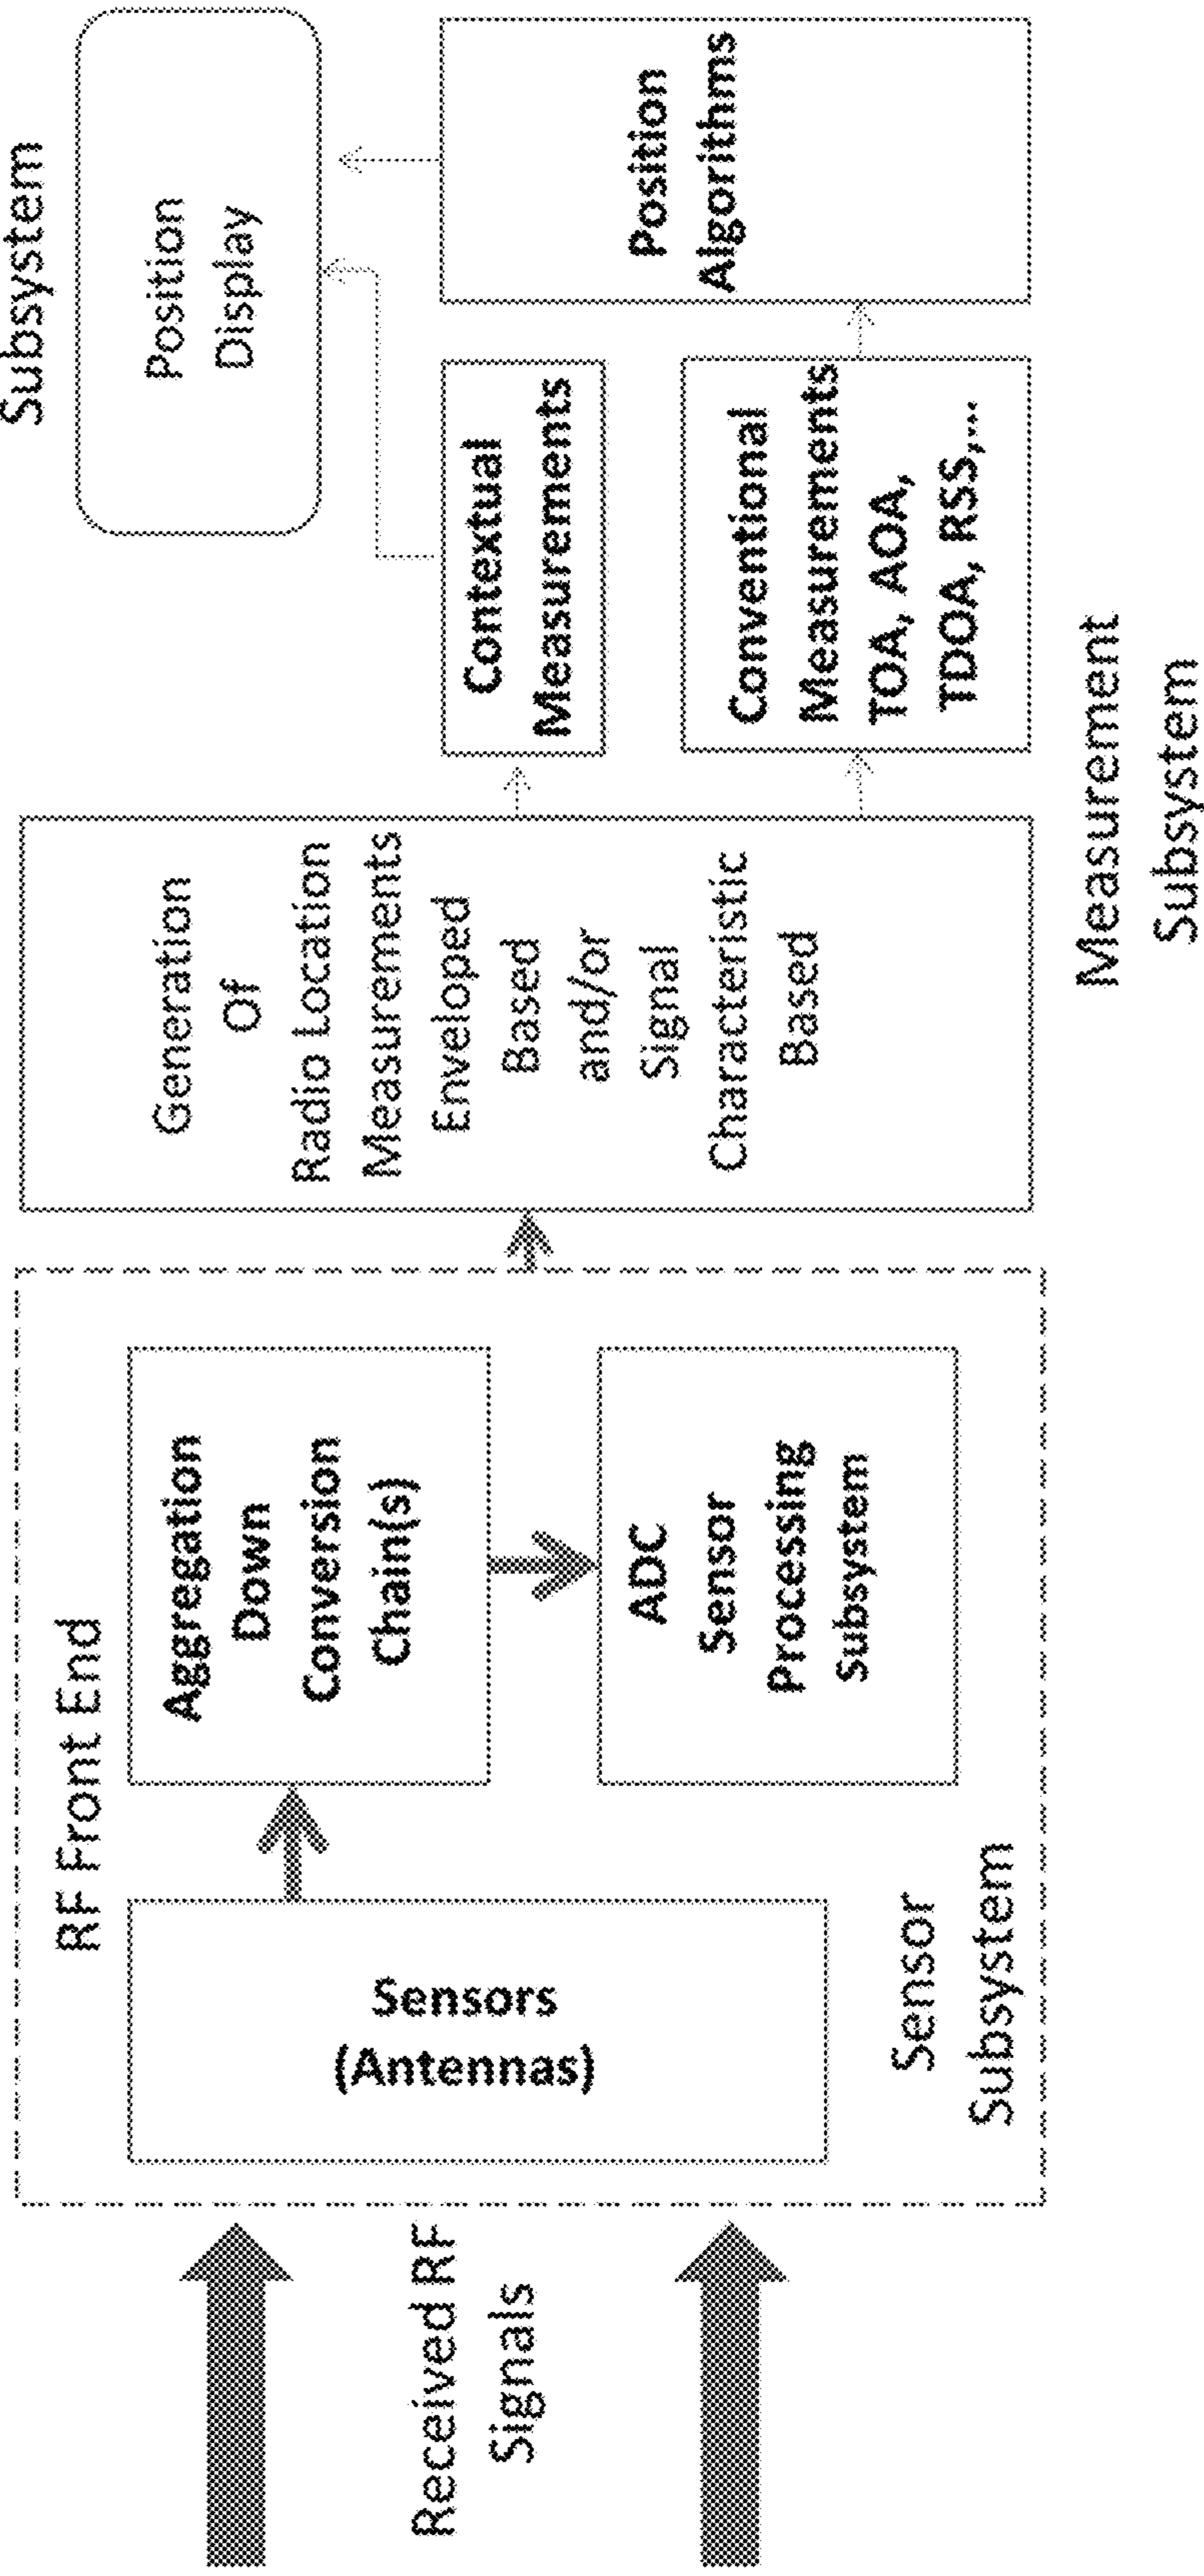 Received RF
Signals
RF Front End
Sensors
(Antennas)
Aggregation
Down
Conversion
Chain(s)
ADC
Sensor
Processing
Subsystem
Sensor
Subsystem
Generation
Of
Radio Location
Measurements
Enveloped
Based
and/or
Signal
Characteristic
Based
Contextual
Measurements
Conventional
Measurements
TOA, AOA,
TDOA, RSS,...
Measurement
Subsystem
Position
Algorithms
Subsystem
Position
Display